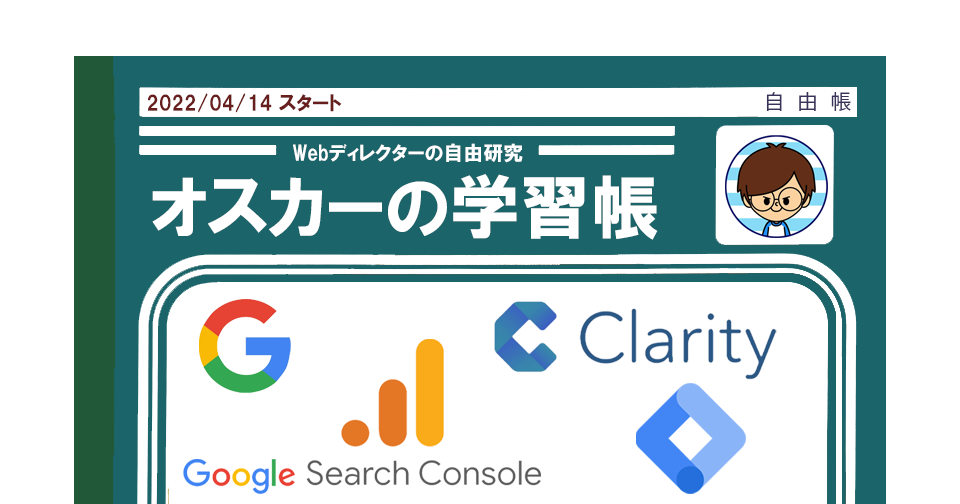 2022/04/14 スタート
自由帳
Webディレクターの自由研究
オスカーの学習帳
Clarity
Google Search Console